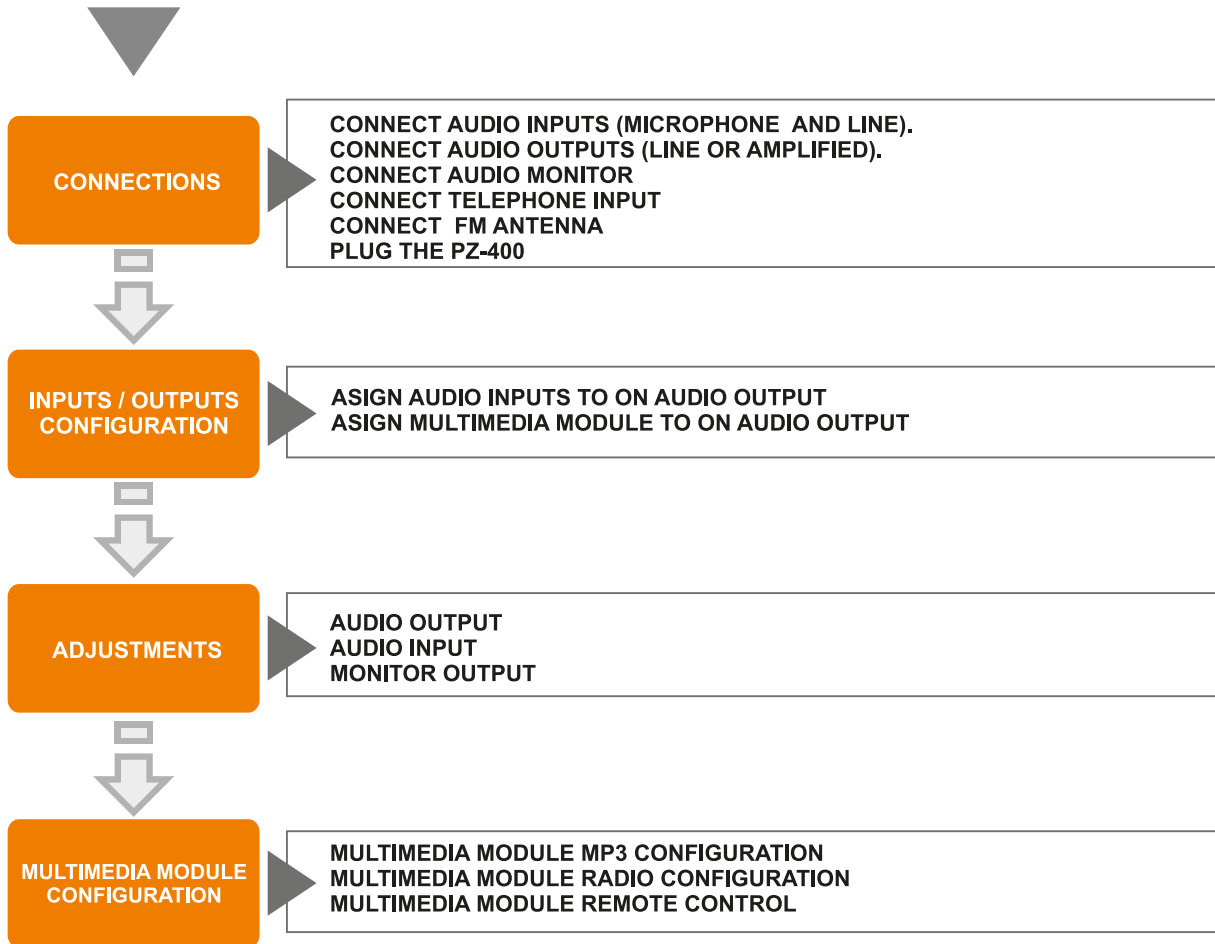 CONNECTIONS
CONNECT AUDIO INPUTS (MICROPHONE AND LINE).
CONNECT AUDIO OUTPUTS (LINE OR AMPLIFIED).
CONNECT AUDIO MONITOR
CONNECT TELEPHONE INPUT
CONNECT FM ANTENNA
PLUG THE PZ-400
INPUTS / OUTPUTS
CONFIGURATION
ASIGN AUDIO INPUTS TO ON AUDIO OUTPUT
ASIGN MULTIMEDIA MODULE TO ON AUDIO OUTPUT
ADJUSTMENTS
AUDIO OUTPUT
AUDIO INPUT
MONITOR OUTPUT
MULTIMEDIA MODULE
CONFIGURATION
MULTIMEDIA MODULE MP3 CONFIGURATION
MULTIMEDIA MODULE RADIO CONFIGURATION
MULTIMEDIA MODULE REMOTE CONTROL